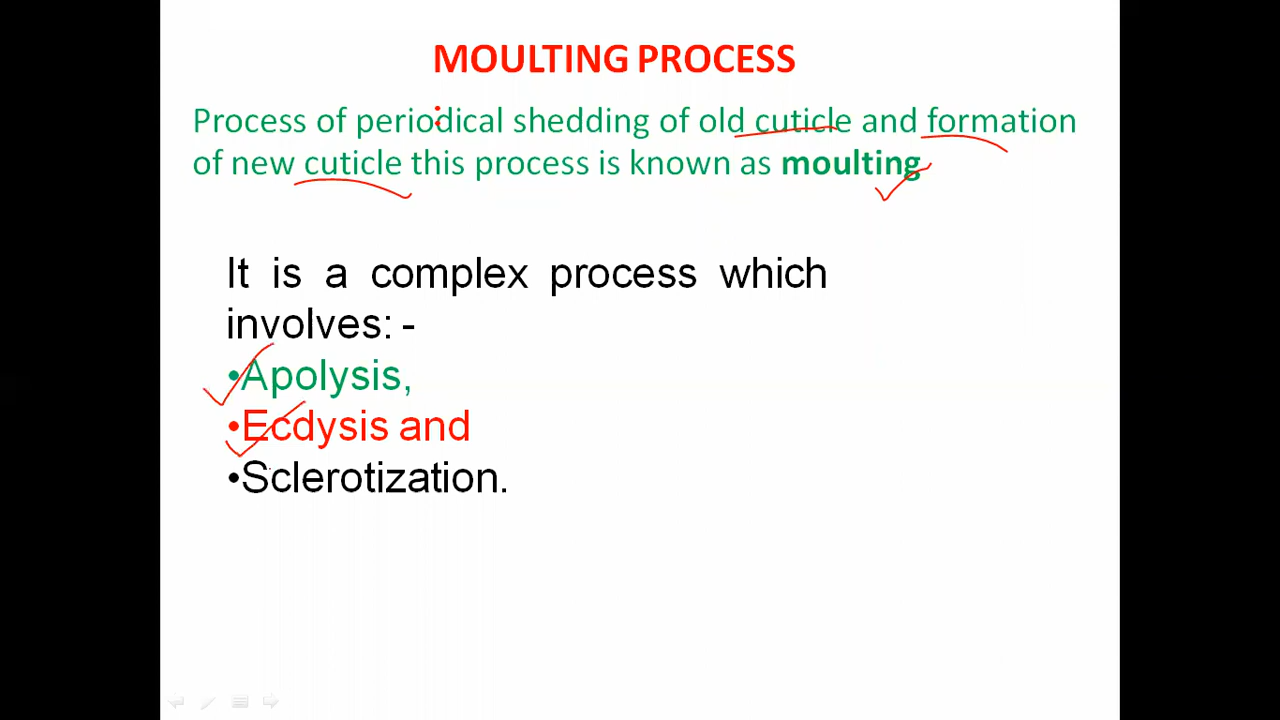 MOULTING PROCESS
Process of periodical shedding of old cuticle and formation
of new cuticle this process is known as moulting
It is a complex process which
involves: -
•Apolysis,
•Ecdysis and
•Sclerotization.